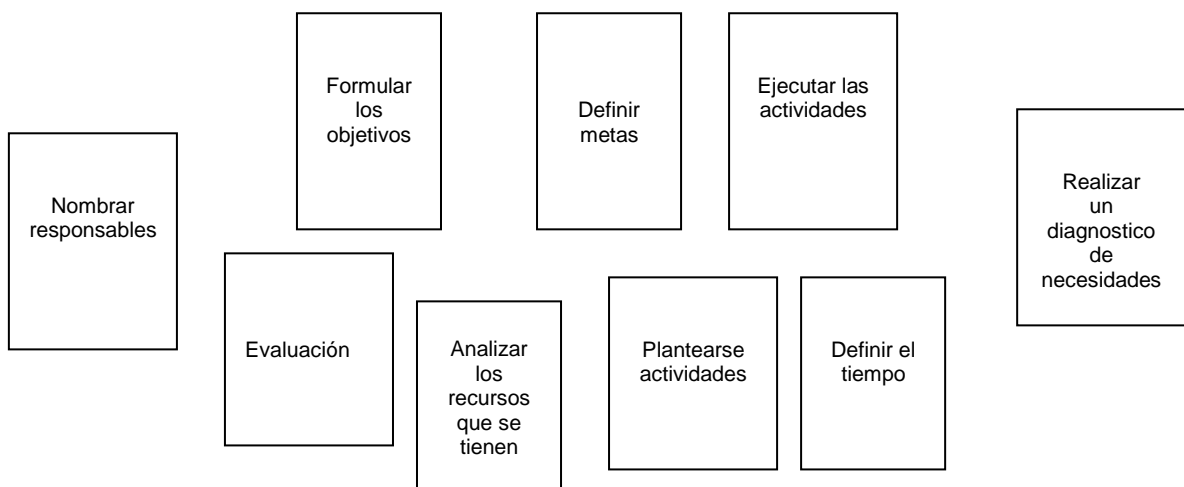 Formular
los
objetivos
Definir
metas
Ejecutar las
actividades
Nombrar
responsables
Realizar
un
diagnostico
de
necesidades
Evaluación
Analizar
los
recursos
que se
tienen
Plantearse
actividades
Definir el
tiempo